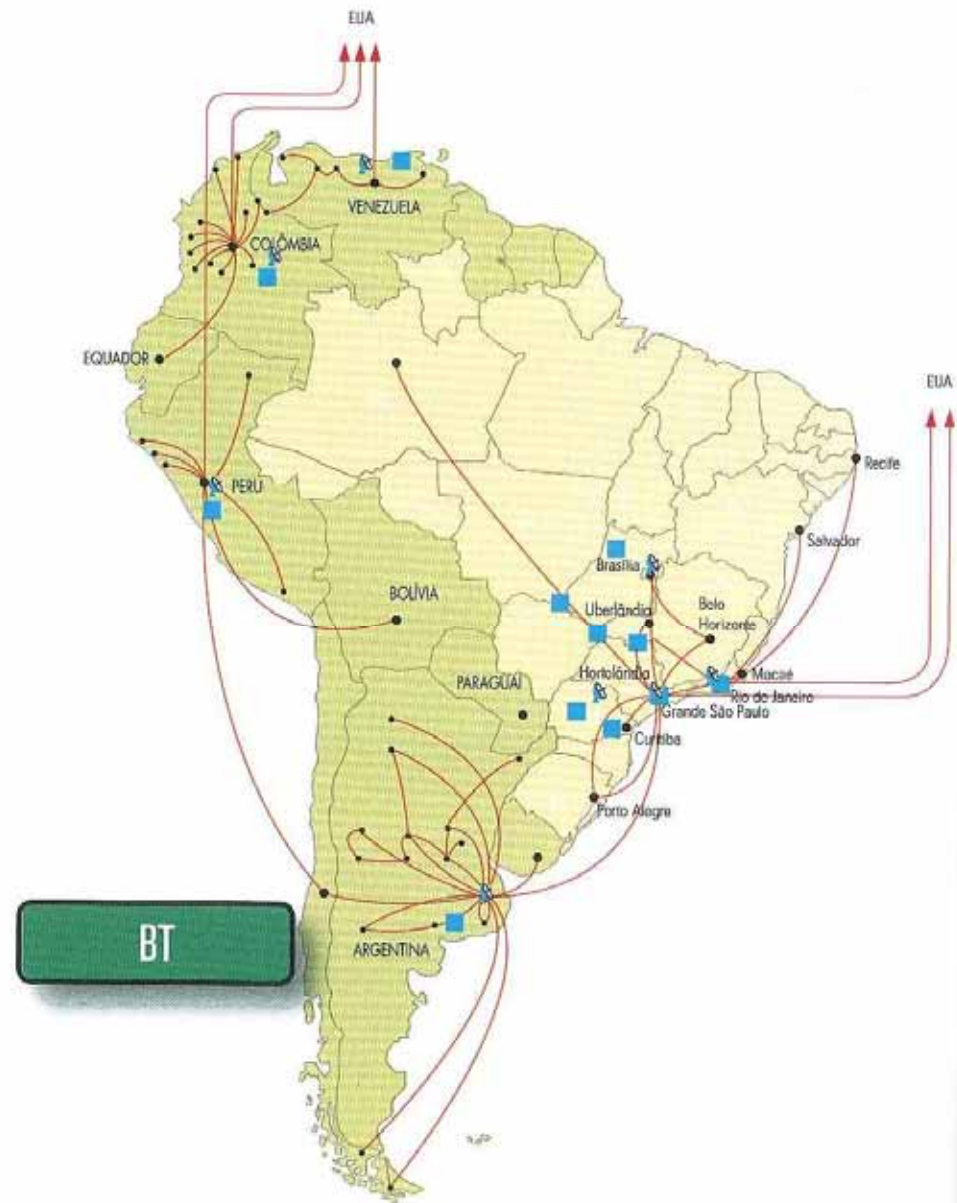 EUA
VENEZUELA
COLÔMBIA
EQUADOR
EUA
Recife
PERU
Salvador
Brasília
BOLÍVIA
Uberlândia
Belo
Horizonte
Hortolândia
Macaé
PARAGUAI
Rio de Janeiro
Grande São Paulo
Curitiba
Porto Alegre
BT
ARGENTINA